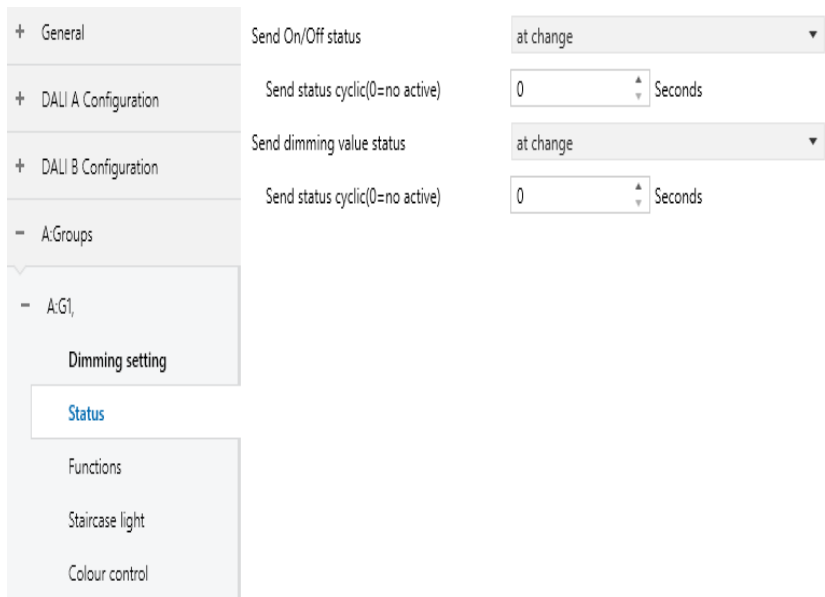 + General
+ DALI A Configuration
+ DALI B Configuration
− A:Groups
− A:G1,
Dimming setting
Status
Functions
Staircase light
Colour control
Send On/Off status at change
Send status cyclic(0=no active) 0 Seconds
Send dimming value status at change
Send status cyclic(0=no active) 0 Seconds